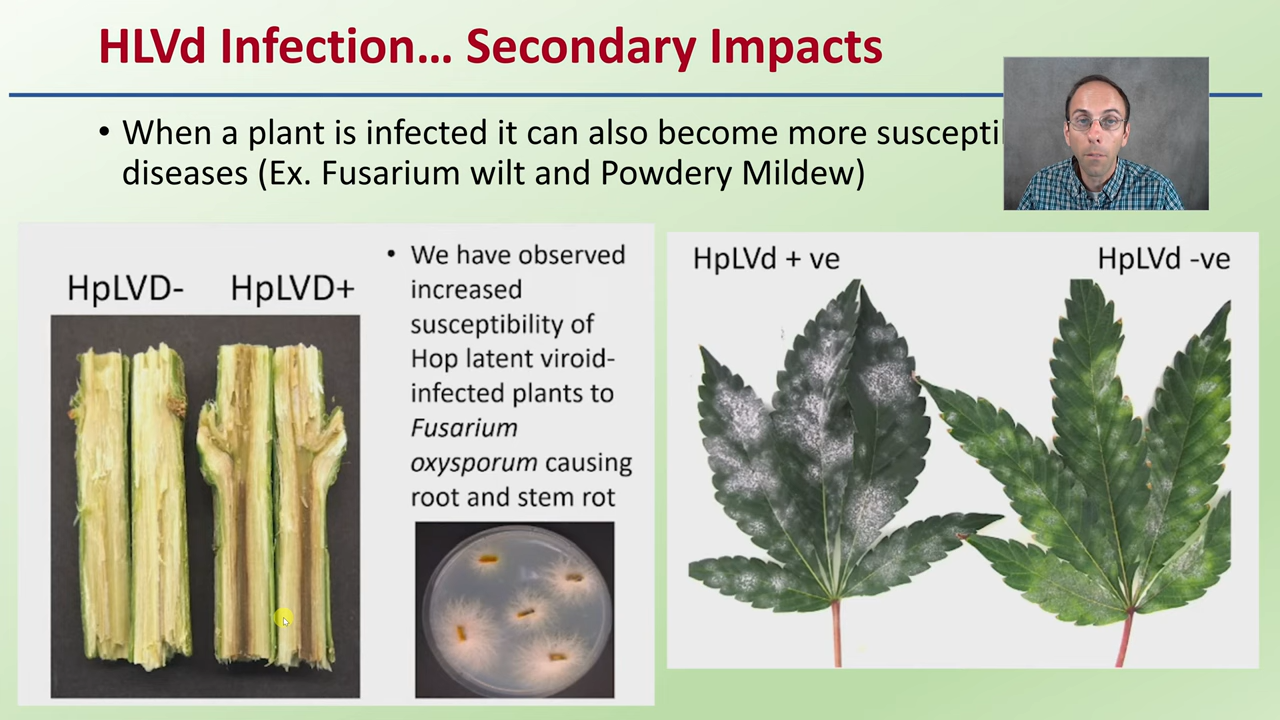 HLVd Infection... Secondary Impacts
• When a plant is infected it can also become more
diseases (Ex. Fusarium wilt and Powdery Mildew)
HpLVD- HpLVD+
• We have observed
increased
susceptibility of
Hop latent viroid-
infected plants to
Fusarium
oxysporum causing
root and stem rot
HpLVd + ve HpLVd -ve